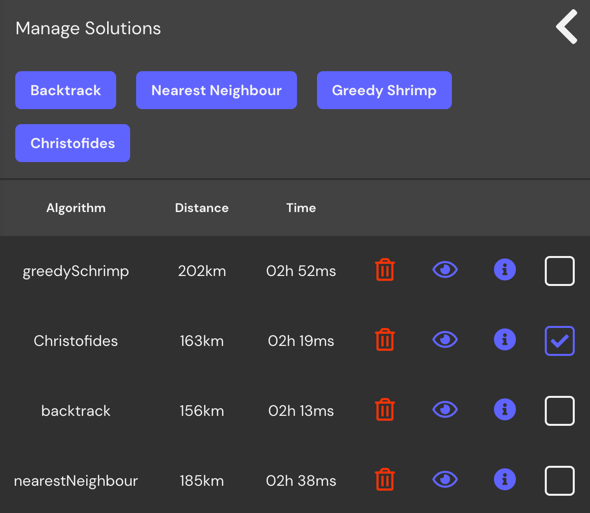 Manage Solutions
Backtrack Nearest Neighbour Greedy Shrimp
Christofides
Algorithm Distance Time
greedySchrimp 202km 02h 52ms
Christofides 163km 02h 19ms
backtrack 156km 02h 13ms
nearestNeighbour 185km 02h 38ms